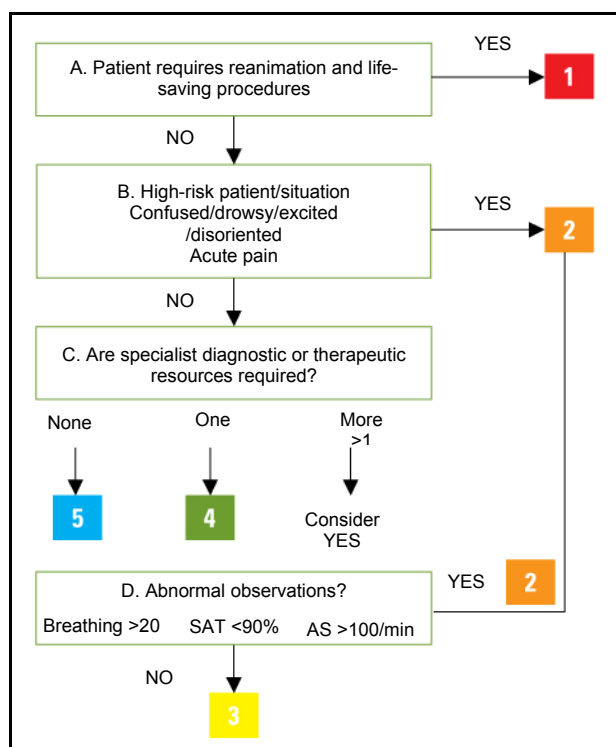 YES
A. Patient requires reanimation and life-
saving procedures
1
NO
B. High-risk patient/situation
Confused/drowsy/excited
/disoriented
Acute pain
YES
2
NO
C. Are specialist diagnostic or therapeutic
resources required?
None
One
More
>1
5
4
Consider
YES
D. Abnormal observations?
YES
2
Breathing >20 SAT <90% AS >100/min
NO
3